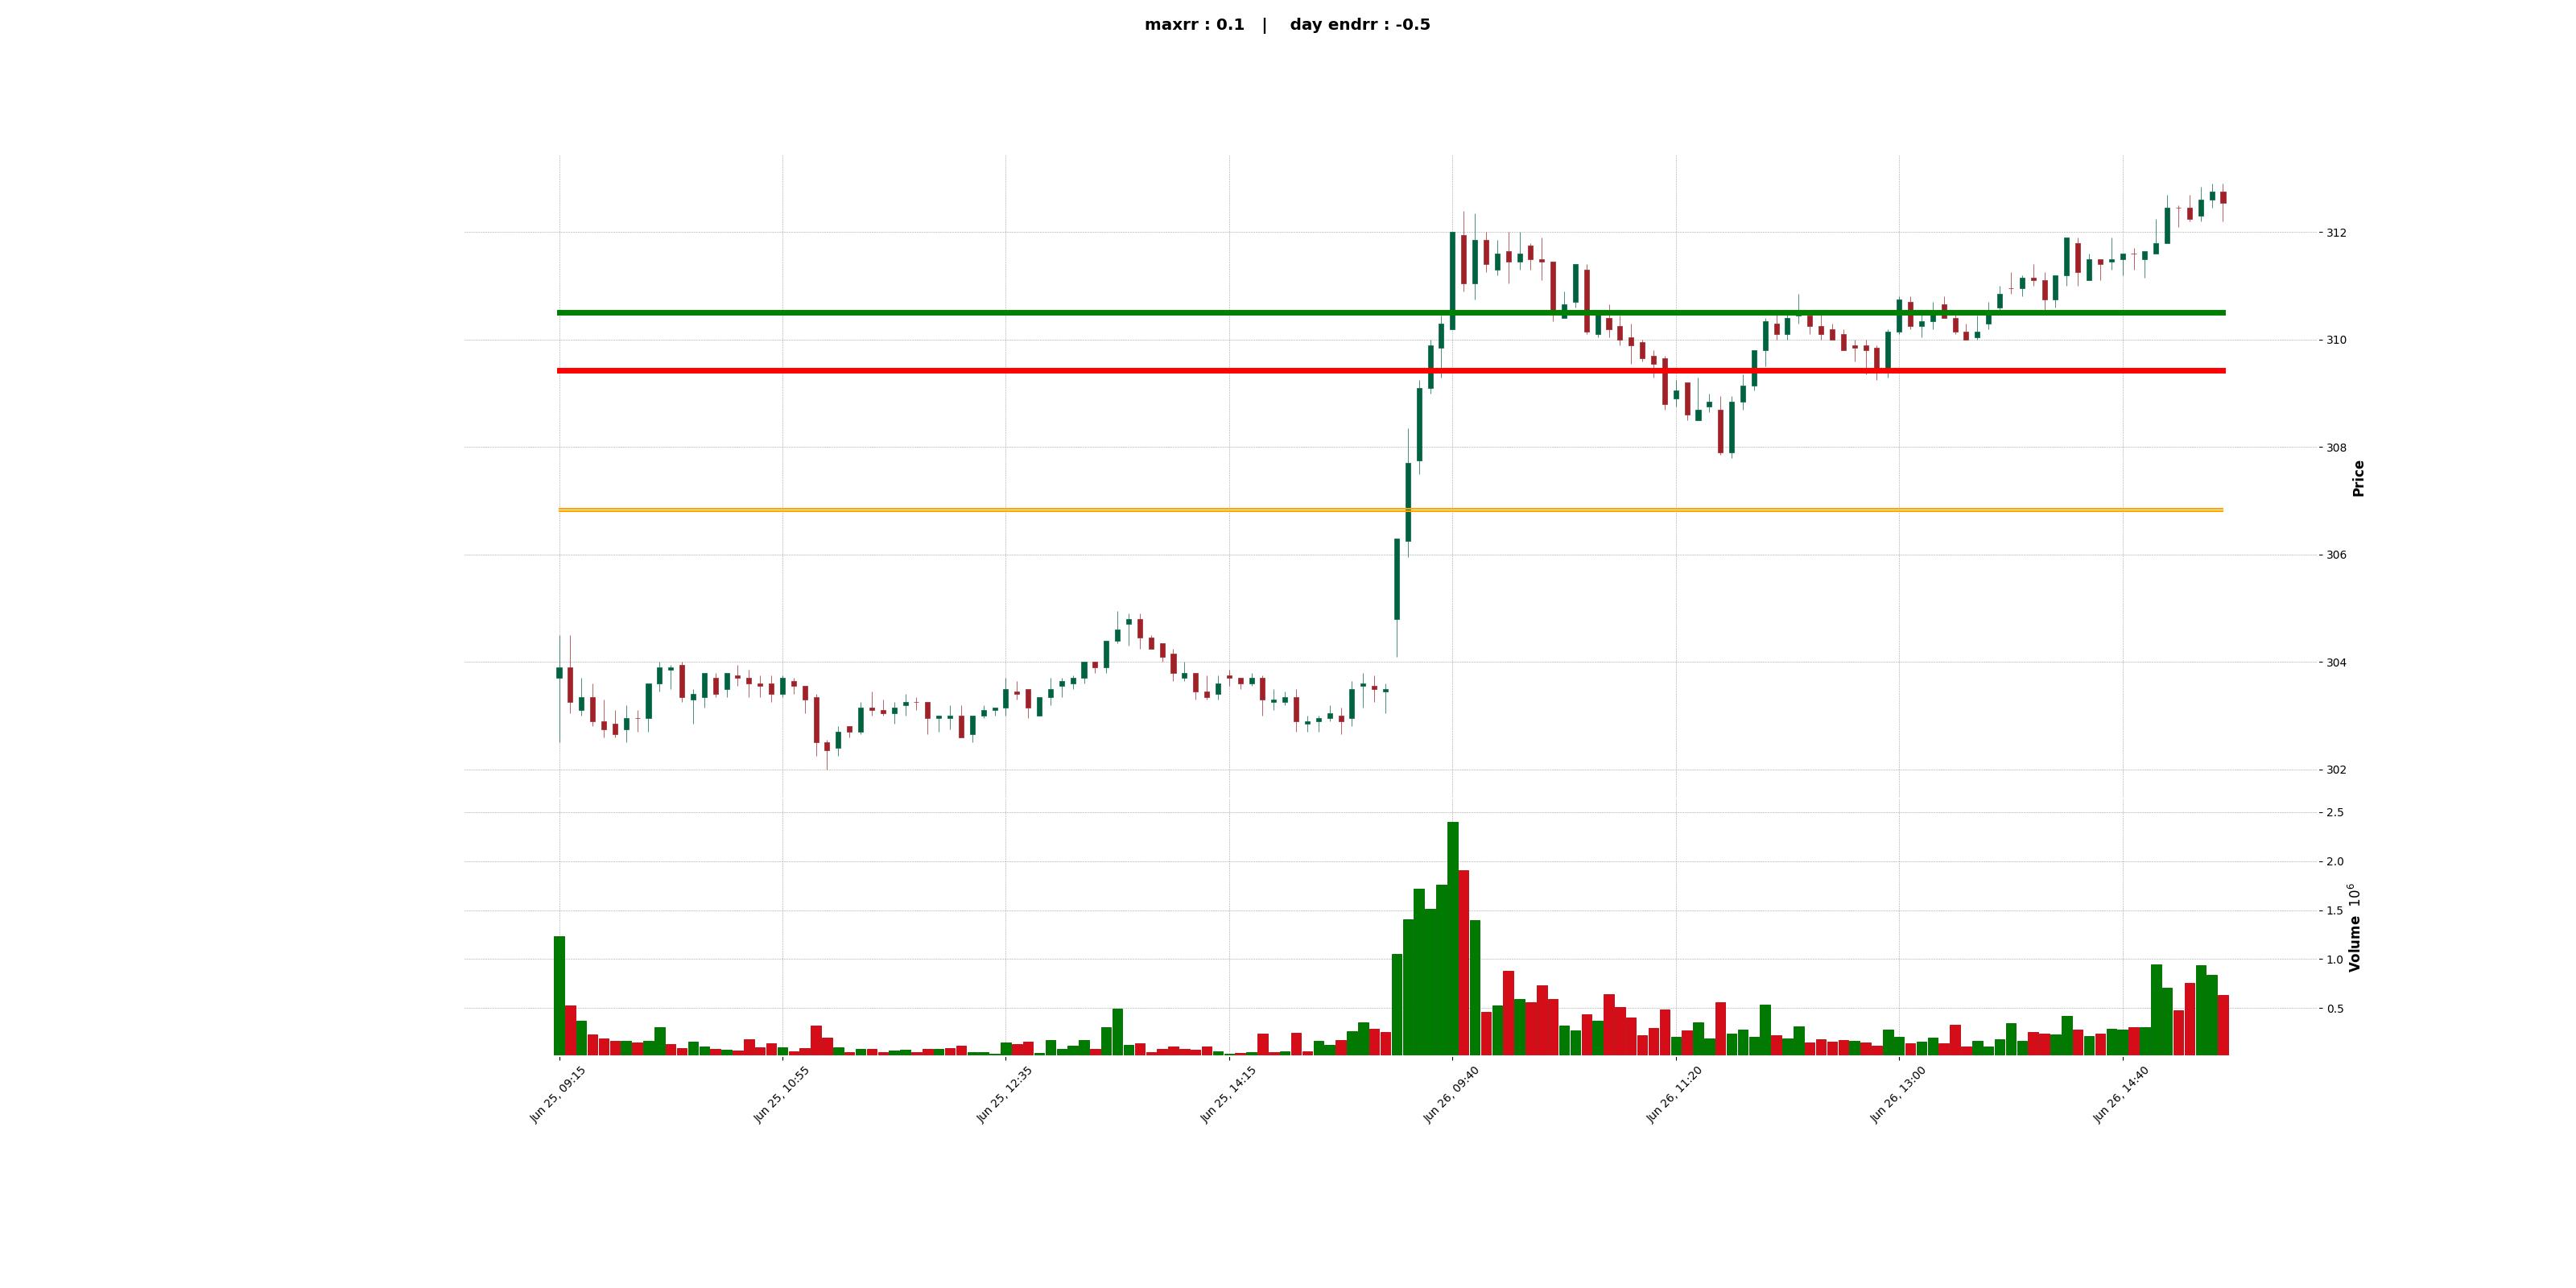 maxrr : 0.1 | day endrr : -0.5
312
310
308
306
304
302
Price
2.5
2.0
1.5
1.0
0.5
Volume 10⁶
Jun 25, 09:15
Jun 25, 10:55
Jun 25, 12:35
Jun 25, 14:15
Jun 26, 09:40
Jun 26, 11:20
Jun 26, 13:00
Jun 26, 14:40